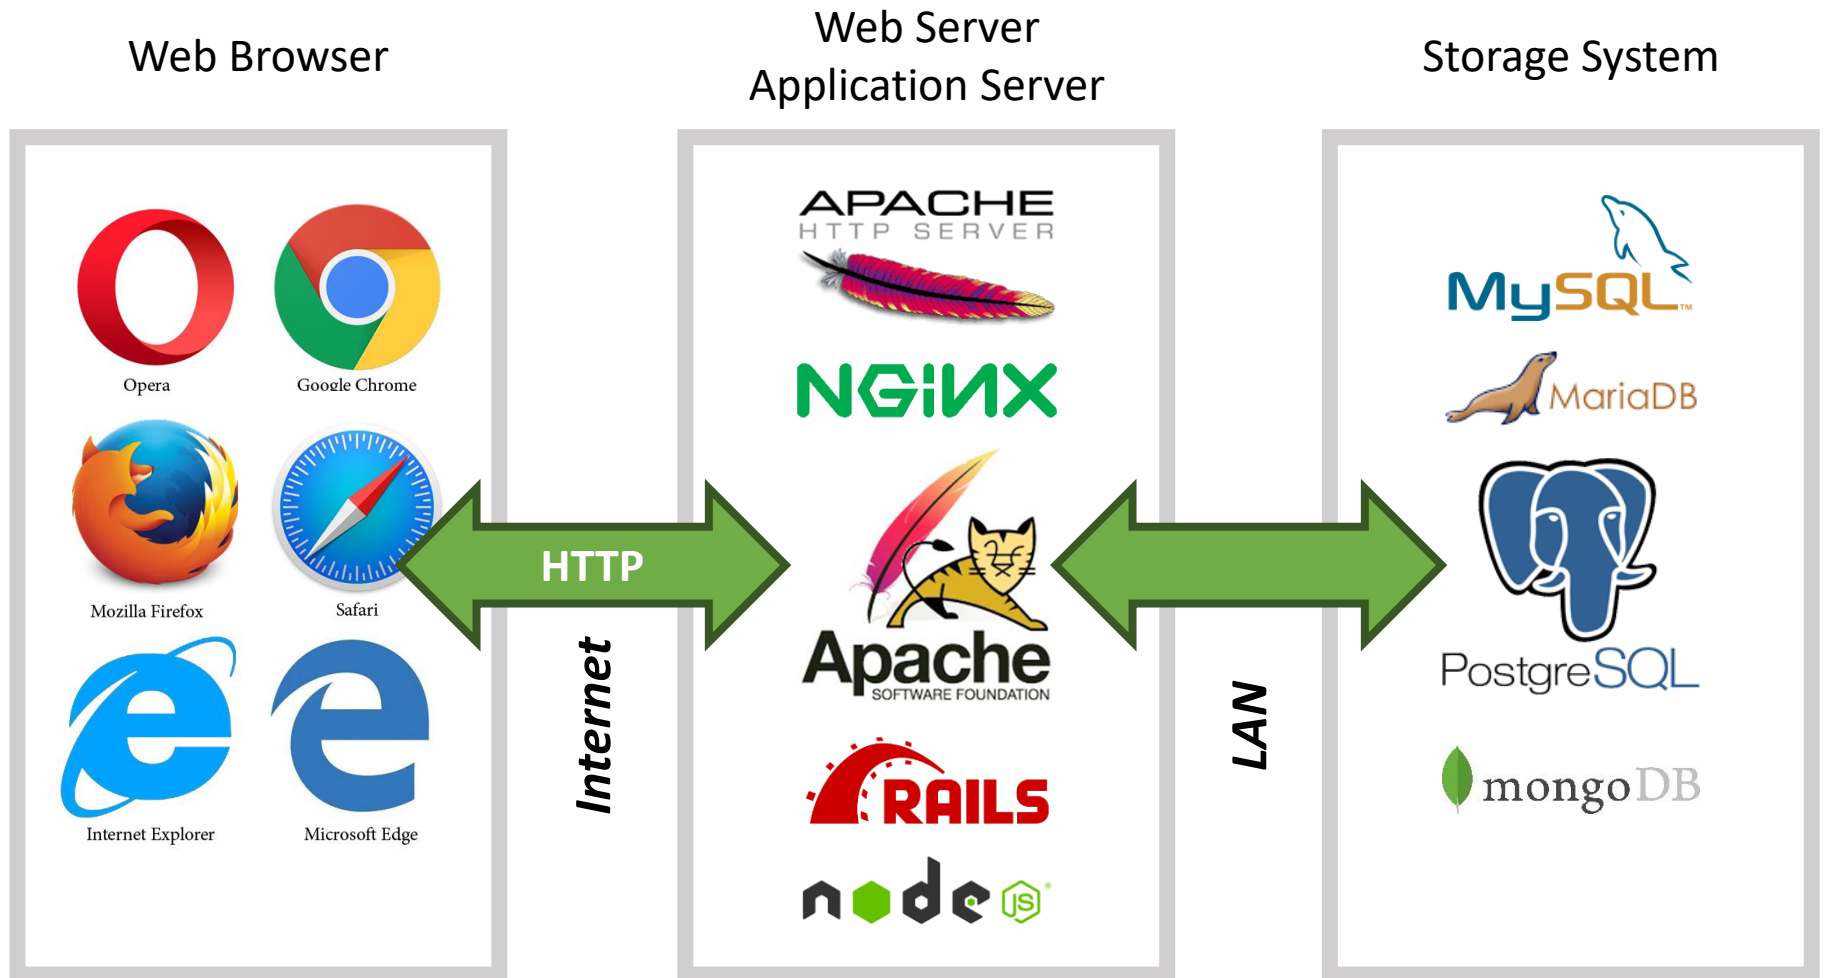 Web Browser
Web Server
Application Server
Storage System
Opera
Google Chrome
Mozilla Firefox
Safari
Internet Explorer
Microsoft Edge
HTTP
Internet
APACHE
HTTP SERVER
NGiNX
Apache
SOFTWARE FOUNDATION
RAILS
node JS®
LAN
MySQL™
MariaDB
PostgreSQL
mongoDB